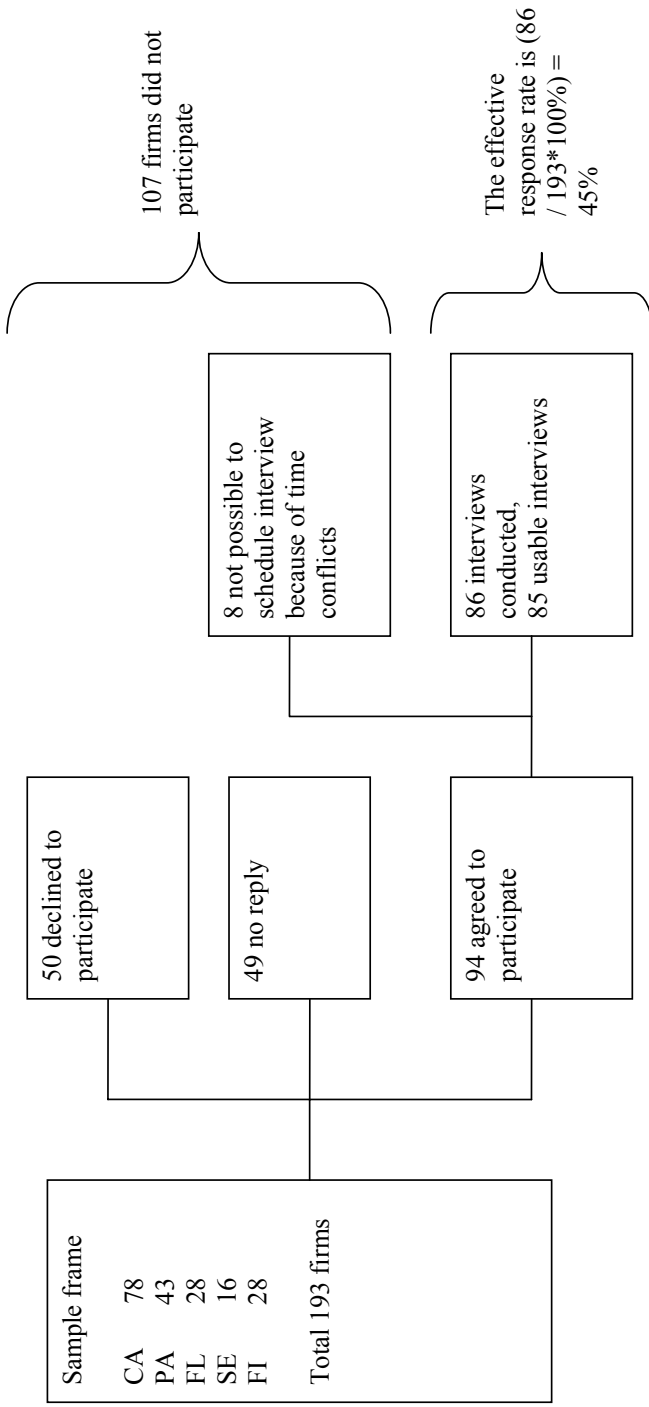 Sample frame
CA 78
PA 43
FL 28
SE 16
FI 28
Total 193 firms
50 declined to
participate
49 no reply
94 agreed to
participate
8 not possible to
schedule interview
because of time
conflicts
86 interviews
conducted,
85 usable interviews
107 firms did not
participate
The effective
response rate is (86
/ 193*100%) =
45%